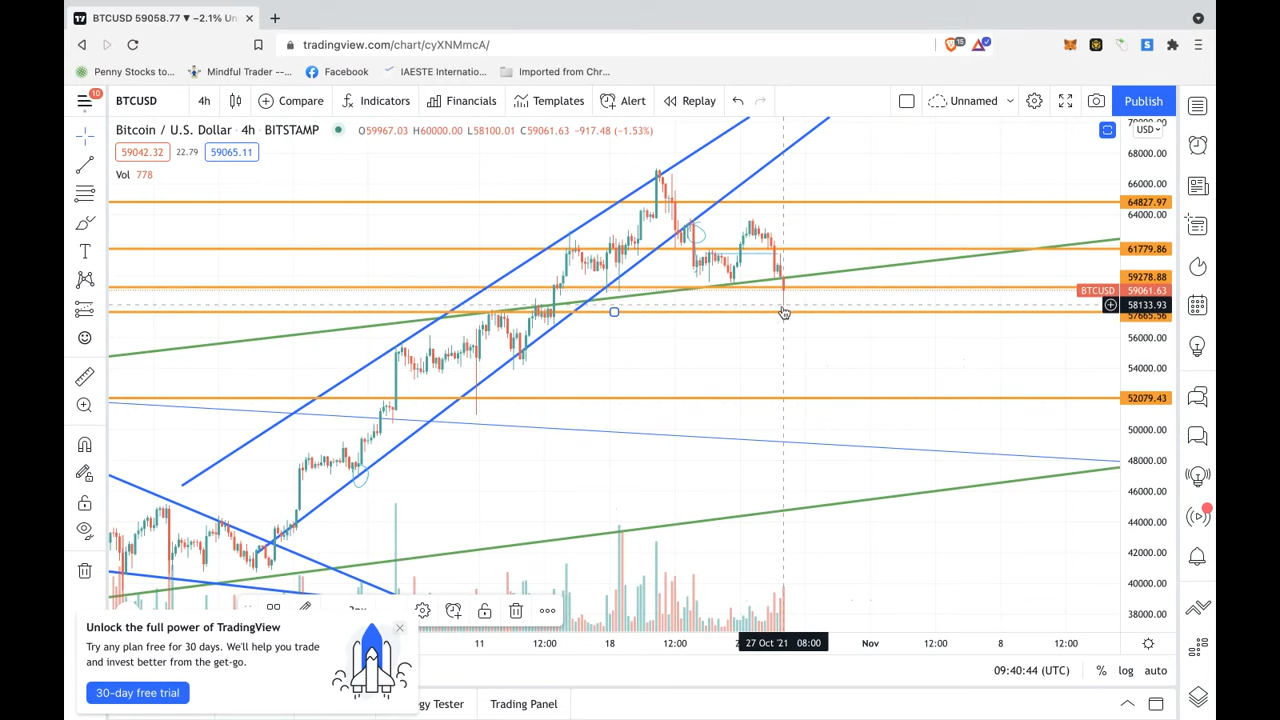 BTCUSD 59058.77 ▼ −2.1% Un
tradingview.com/chart/cyXNMmcA/
15
Penny Stocks to...
Mindful Trader --...
Facebook
IAESTE Internatio...
Imported from Chr...
10
BTCUSD
4h
Compare
Indicators
Financials
Templates
Alert
Replay
Unnamed
Publish
Bitcoin / U.S. Dollar · 4h · BITSTAMP
O59967.03 H60000.00 L58100.01 C59061.63 −917.48 (−1.53%)
USD
59042.32
22.79
59065.11
Vol 778
70000.00
68000.00
66000.00
64827.97
64000.00
61779.86
59278.88
BTCUSD 59061.63
58133.93
57665.56
56000.00
54000.00
52079.43
50000.00
48000.00
46000.00
44000.00
42000.00
40000.00
38000.00
11
12:00
18
12:00
27 Oct '21 08:00
Nov
12:00
8
12:00
Unlock the full power of TradingView
Try any plan free for 30 days. We'll help you trade
and invest better from the get-go.
30-day free trial
09:40:44 (UTC)
%
log
auto
gy Tester
Trading Panel